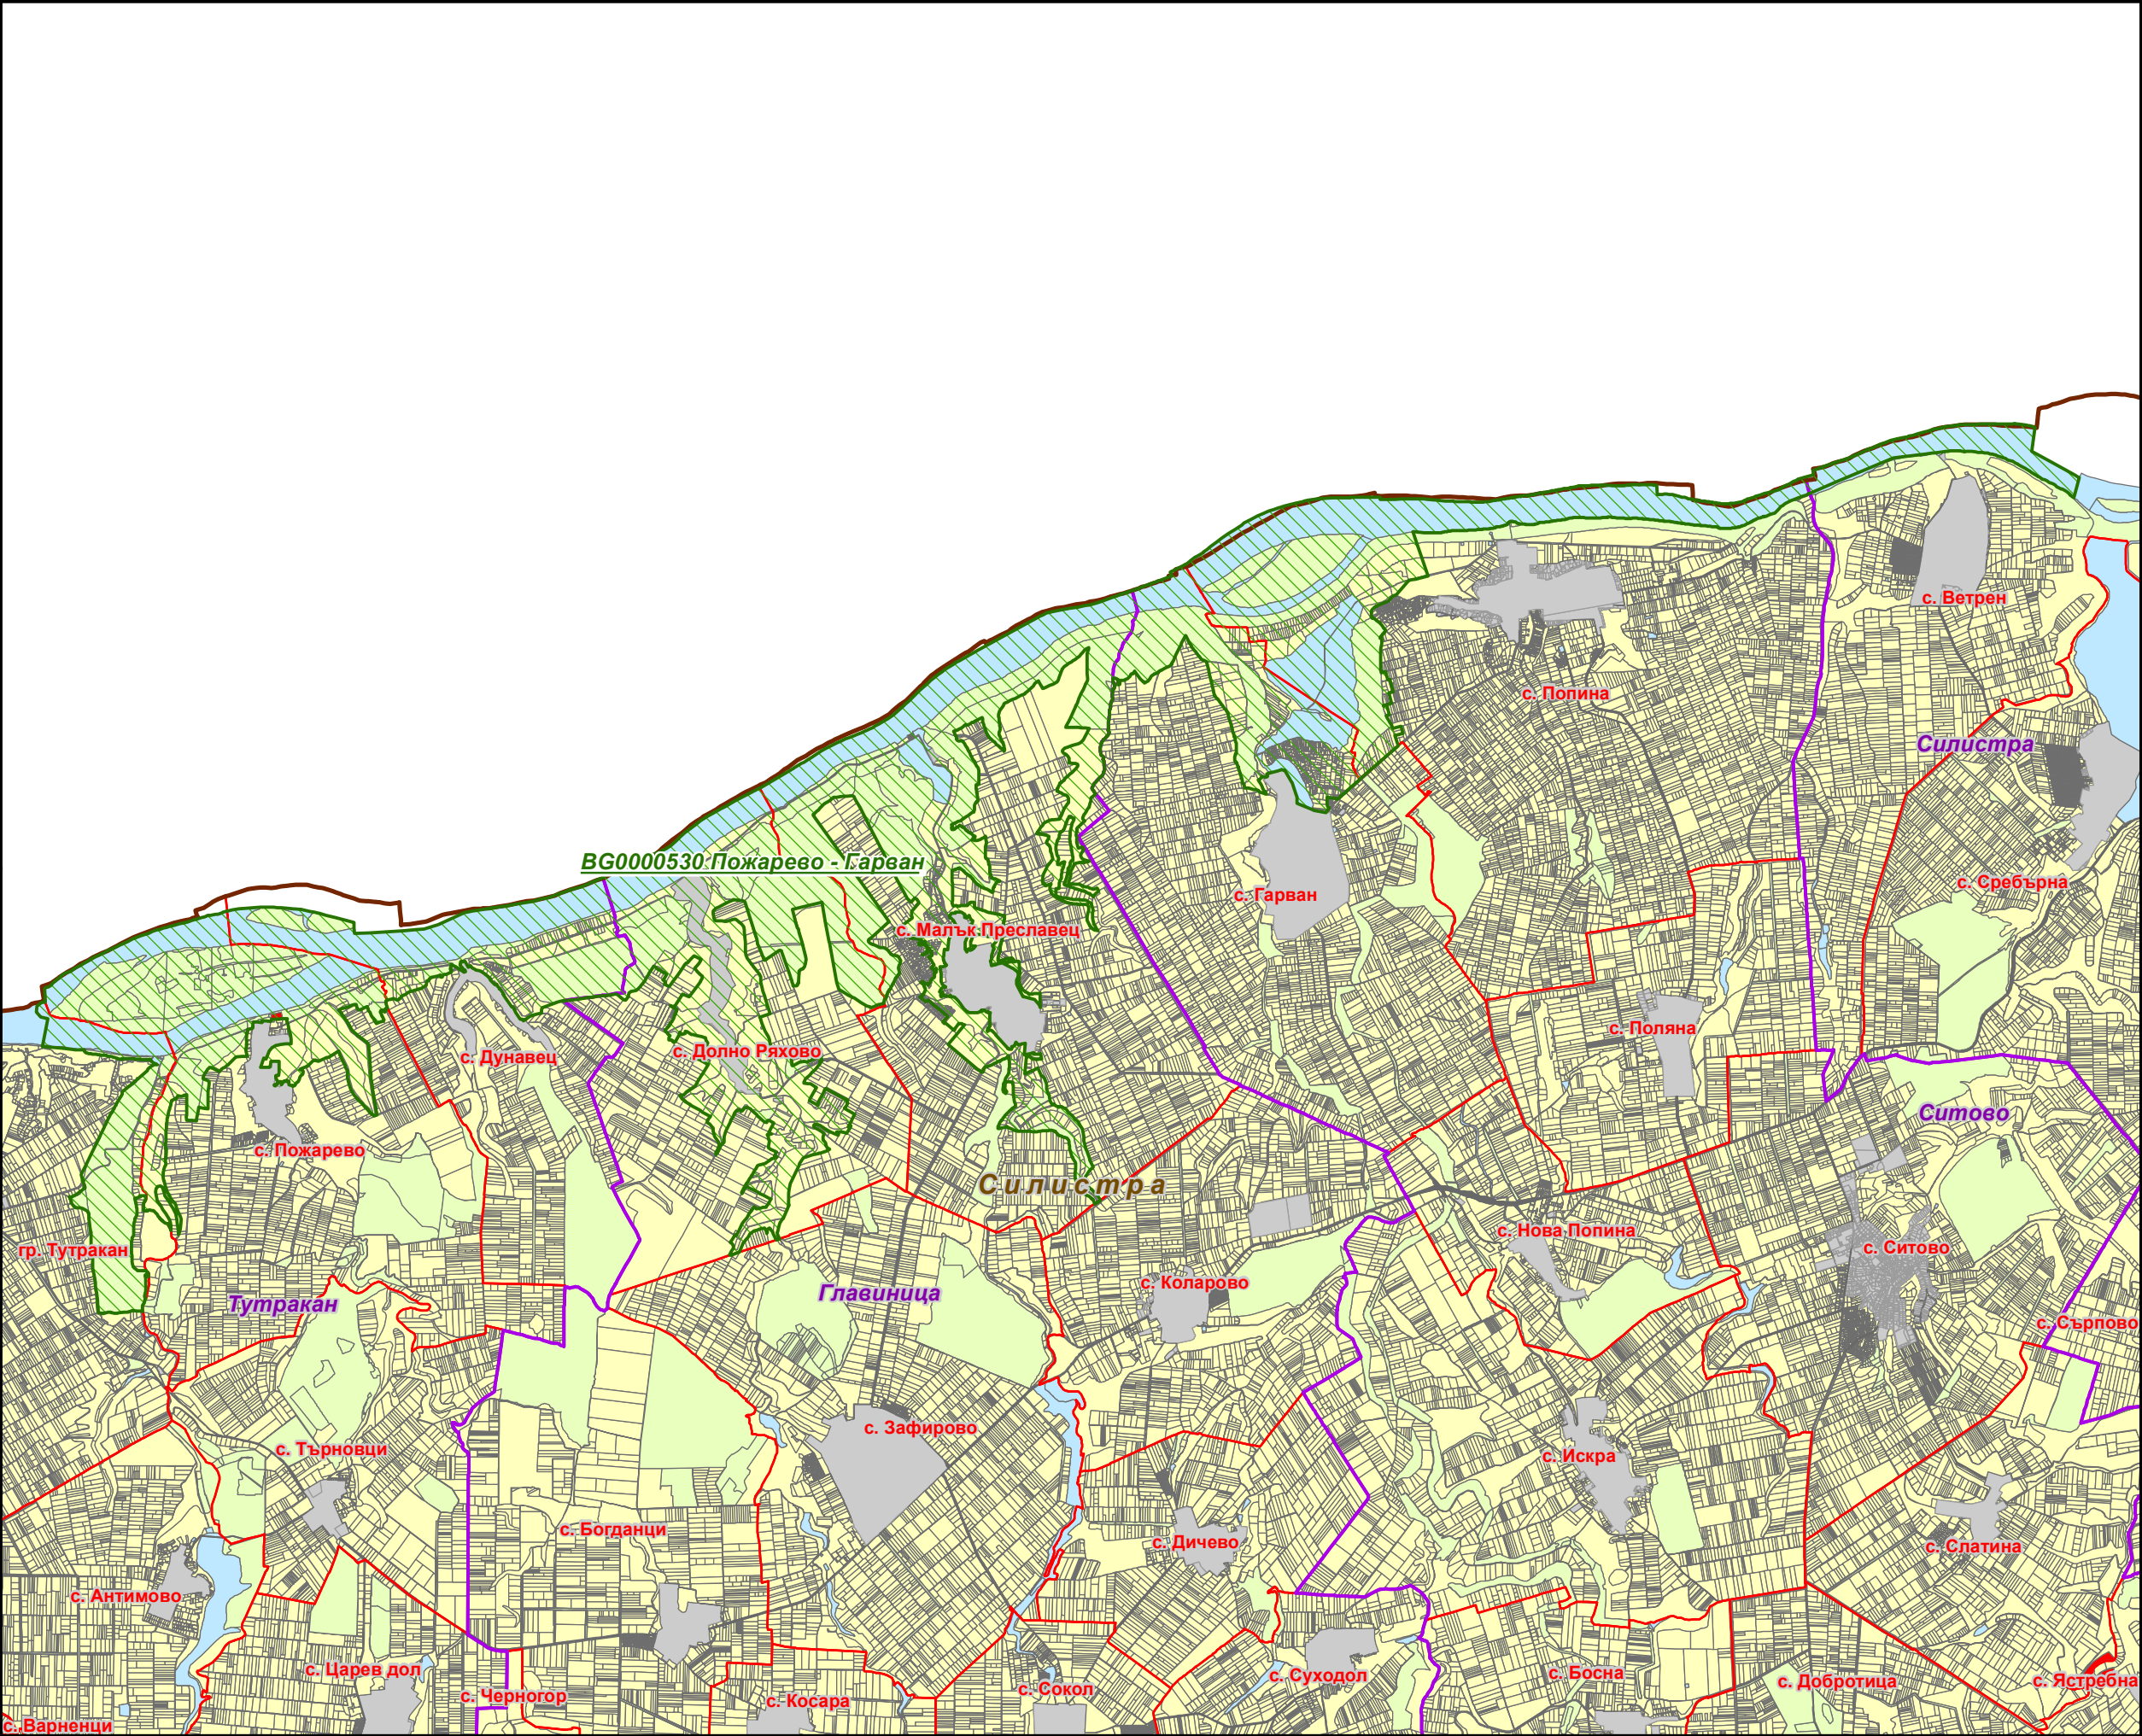 с. Ветрен
с. Попина
Силистра
BG0000530 Пожарево - Гарван
с. Сребърна
с. Гарван
с. Малък Преславец
с. Поляна
с. Долно Ряхово
с. Дунавец
Ситово
с. Пожарево
Силистра
с. Нова Попина
с. Ситово
гр. Тутракан
с. Коларово
Главиница
Тутракан
с. Сърпово
с. Зафирово
с. Търновци
с. Искра
с. Богданци
с. Дичево
с. Слатина
с. Антимово
с. Царев дол
с. Босна
с. Суходол
с. Добротица
с. Ястребна
с. Сокол
с. Черногор
с. Косара
с. Варненци